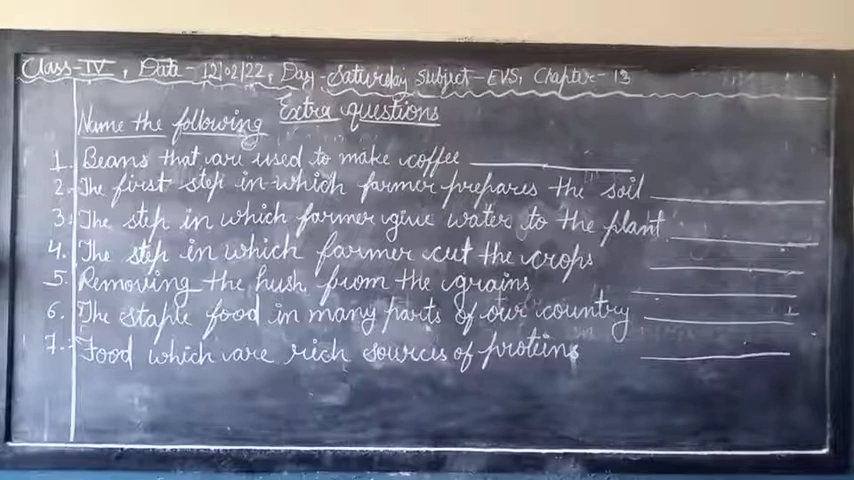 Class-IV, Date-12/02/22, Day-Saturday, Subject-EVS, Chapter-13
Extra questions
Name the following
1. Beans that are used to make coffee
2. The first step in which farmer prepares the soil
3. The step in which farmer give water to the plant
4. The step in which farmer cut the crops
5. Removing the husk from the grains
6. The staple food in many parts of our country
7. Food which are rich sources of proteins